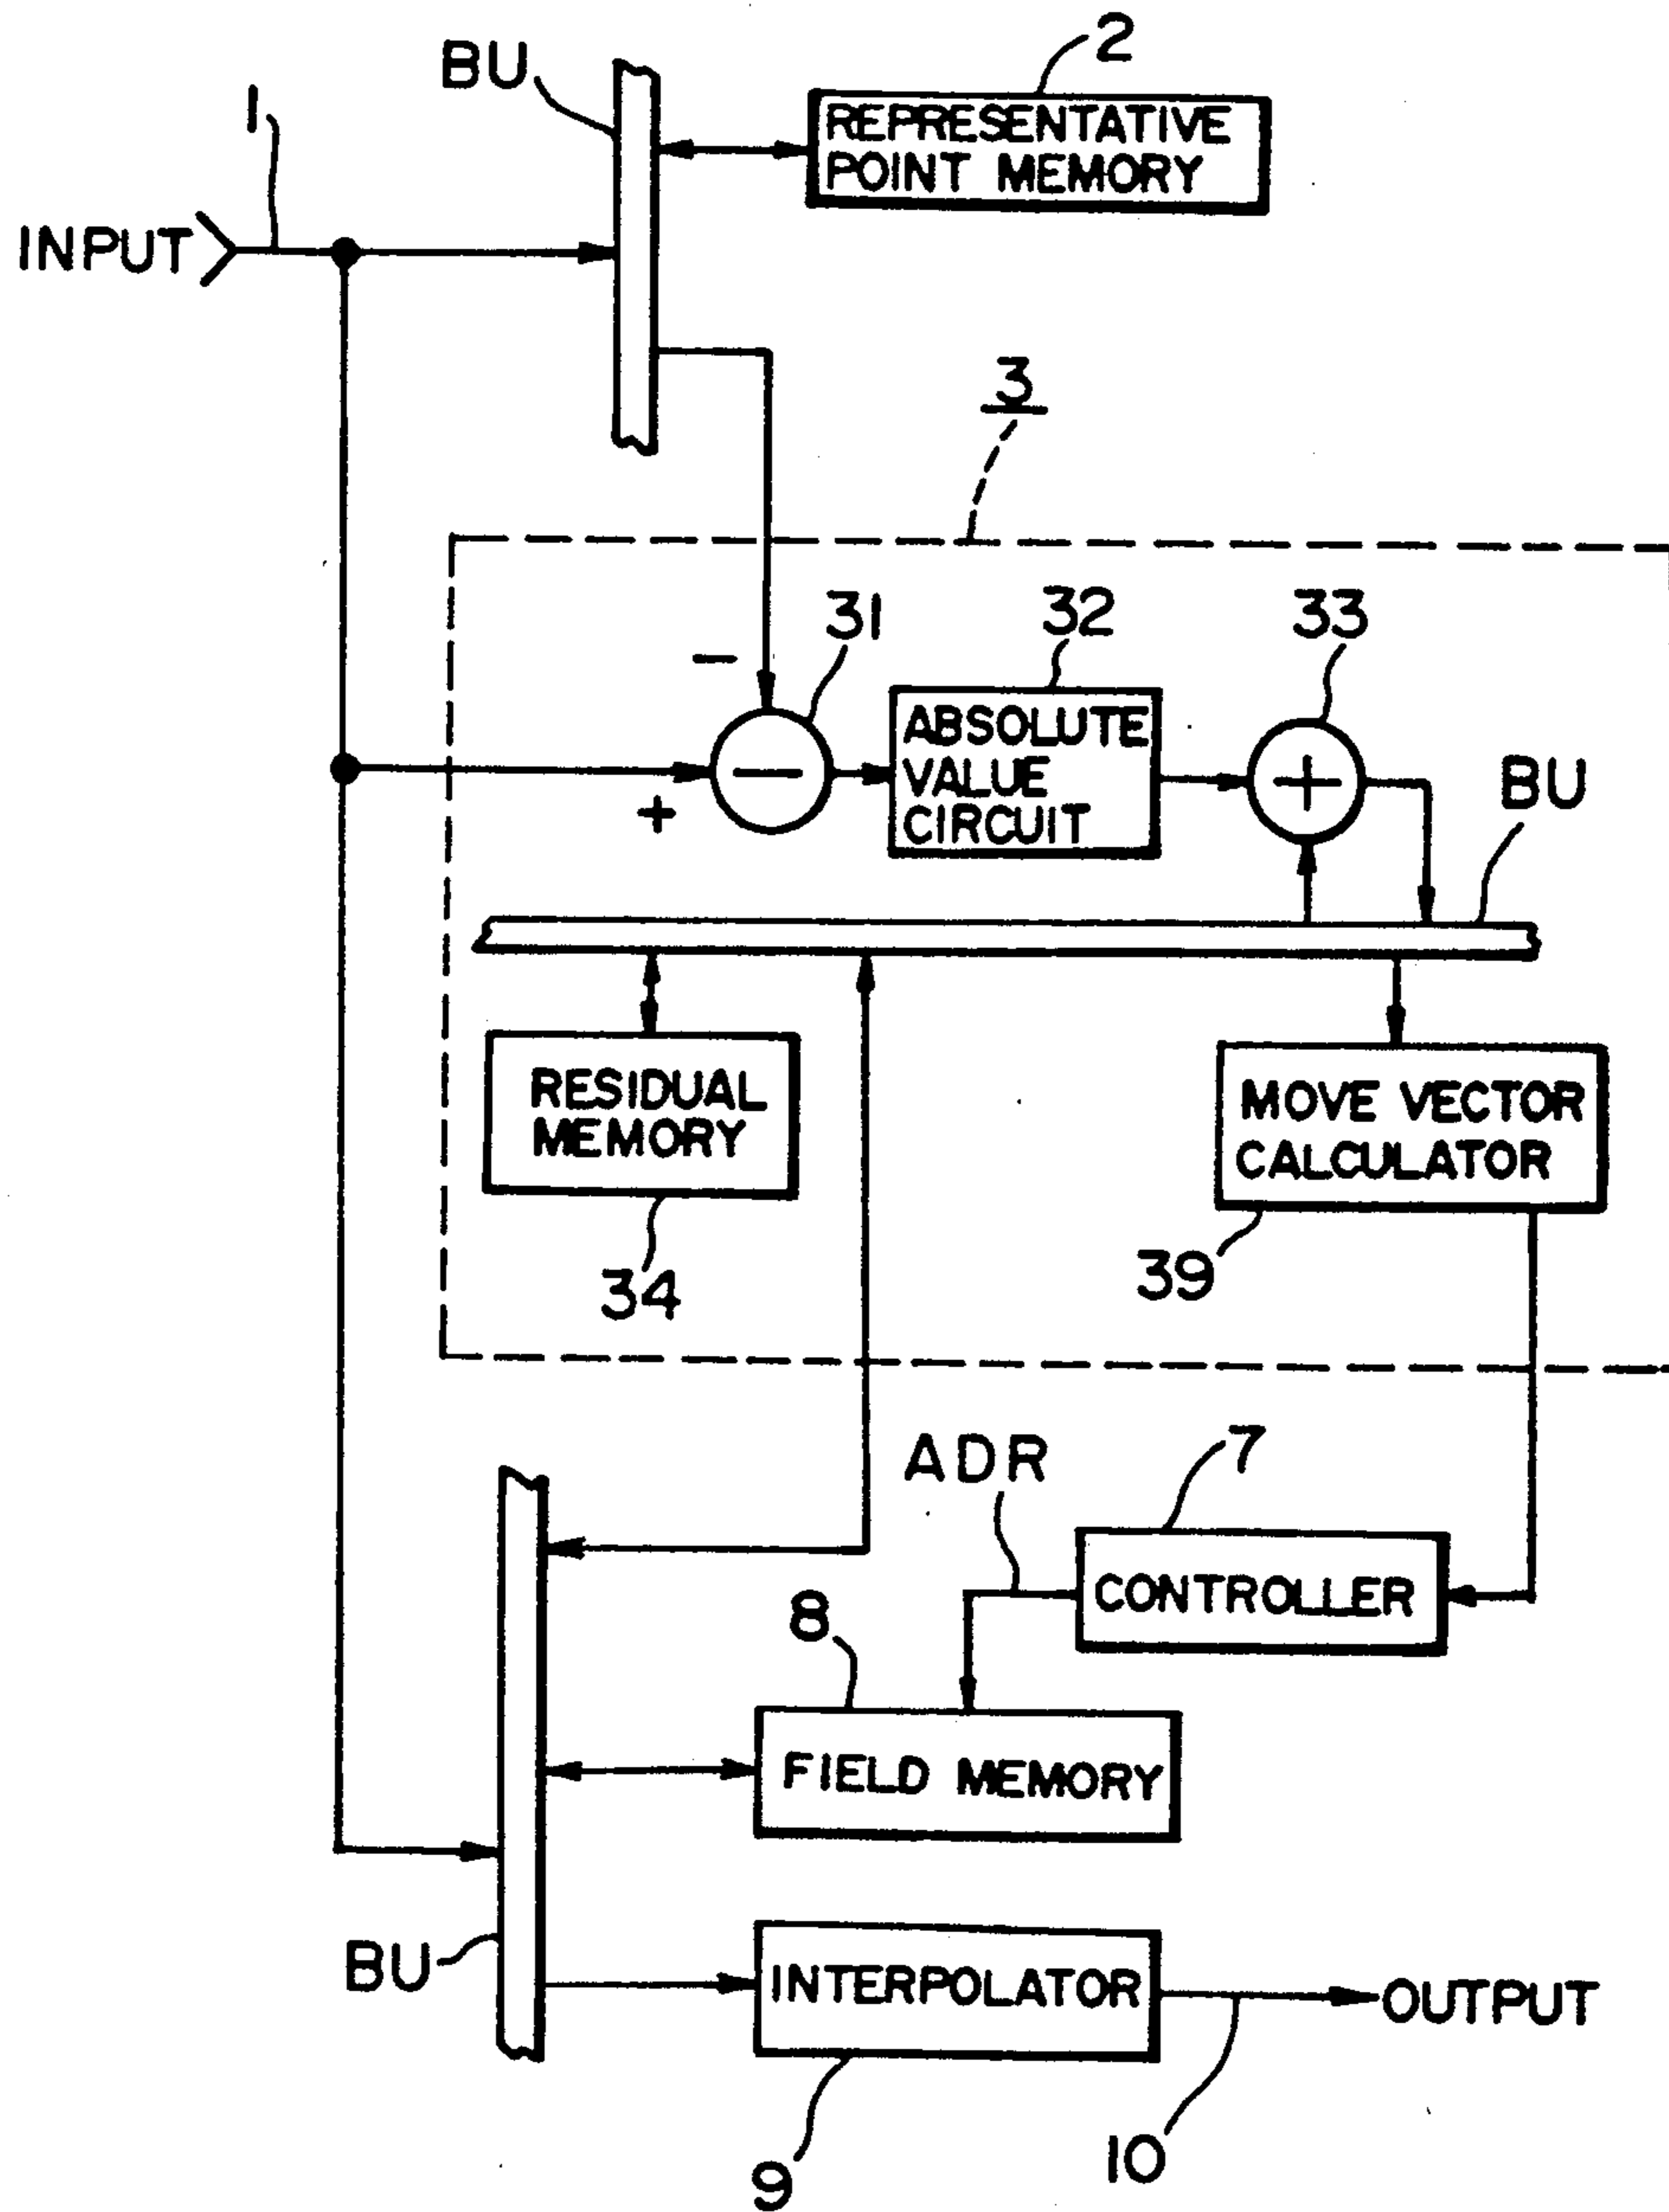 BU
2
1
REPRESENTATIVE
POINT MEMORY
INPUT
3
31
32
33
−
ABSOLUTE
VALUE
CIRCUIT
−
+
+
BU
RESIDUAL
MEMORY
MOVE VECTOR
CALCULATOR
34
39
ADR
7
CONTROLLER
8
FIELD MEMORY
BU
INTERPOLATOR
OUTPUT
9
10